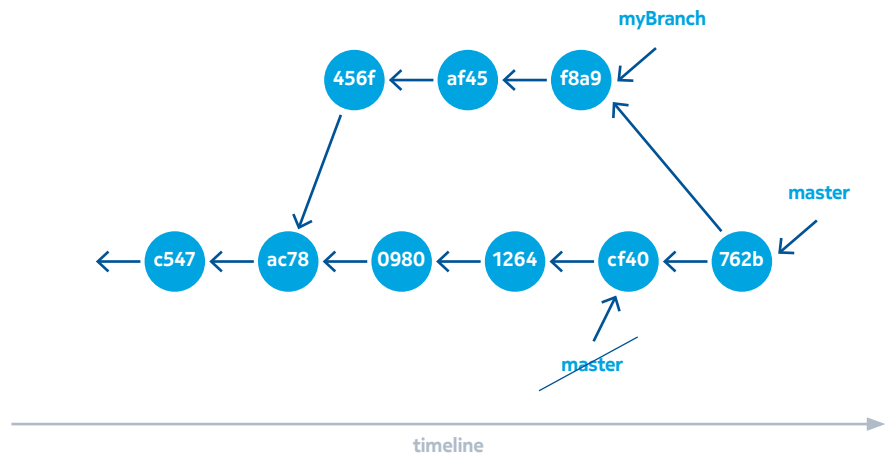 myBranch
456f
af45
f8a9
master
c547
ac78
0980
1264
cf40
762b
master
timeline